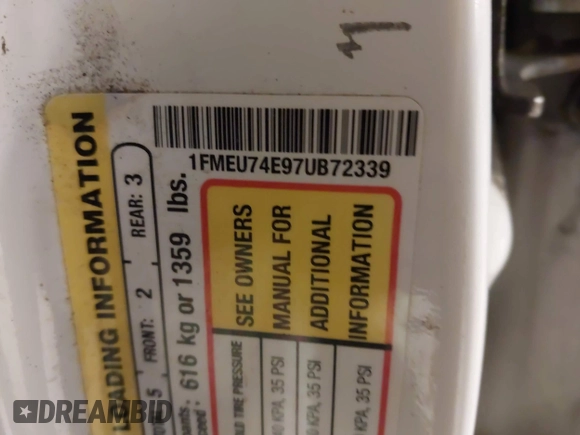 1FMEU74E97UB72339
LOADING INFORMATION
5 FRONT: 2 REAR: 3
616 kg or 1359 lbs.
SEE OWNERS
MANUAL FOR
ADDITIONAL
INFORMATION
TIRE PRESSURE
KPA, 35 PSI
KPA, 35 PSI
KPA, 35 PSI
DREAMBID